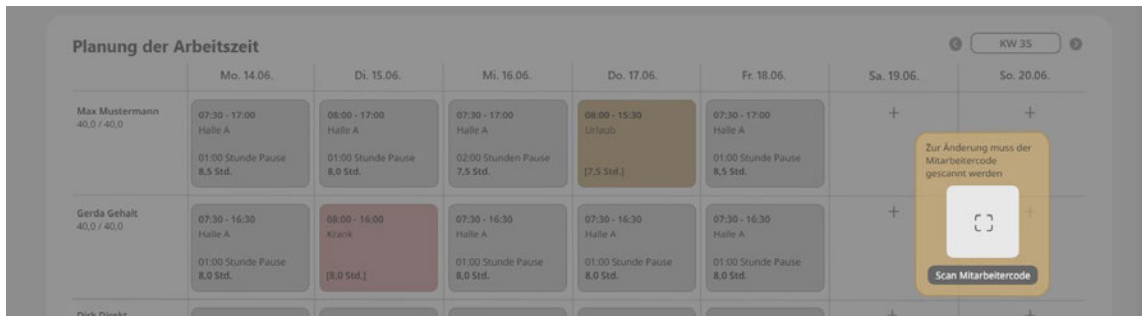 Planung der Arbeitszeit
KW 35
Mo. 14.06. Di. 15.06. Mi. 16.06. Do. 17.06. Fr. 18.06. Sa. 19.06. So. 20.06.
Max Mustermann
40,0 / 40,0
07:30 - 17:00
Halle A
01:00 Stunde Pause
8,5 Std.
08:00 - 17:00
Halle A
01:00 Stunde Pause
8,0 Std.
07:30 - 17:00
Halle A
02:00 Stunden Pause
7,5 Std.
08:00 - 15:30
Urlaub
[7,5 Std.]
07:30 - 17:00
Halle A
01:00 Stunde Pause
8,5 Std.
+
+
Zur Änderung muss der
Mitarbeitercode
gescannt werden
Scan Mitarbeitercode
Gerda Gehalt
40,0 / 40,0
07:30 - 16:30
Halle A
01:00 Stunde Pause
8,0 Std.
08:00 - 16:00
Krank
[8,0 Std.]
07:30 - 16:30
Halle A
01:00 Stunde Pause
8,0 Std.
07:30 - 16:30
Halle A
01:00 Stunde Pause
8,0 Std.
07:30 - 16:30
Halle A
01:00 Stunde Pause
8,0 Std.
+
+
Dirk Direkt
+
+